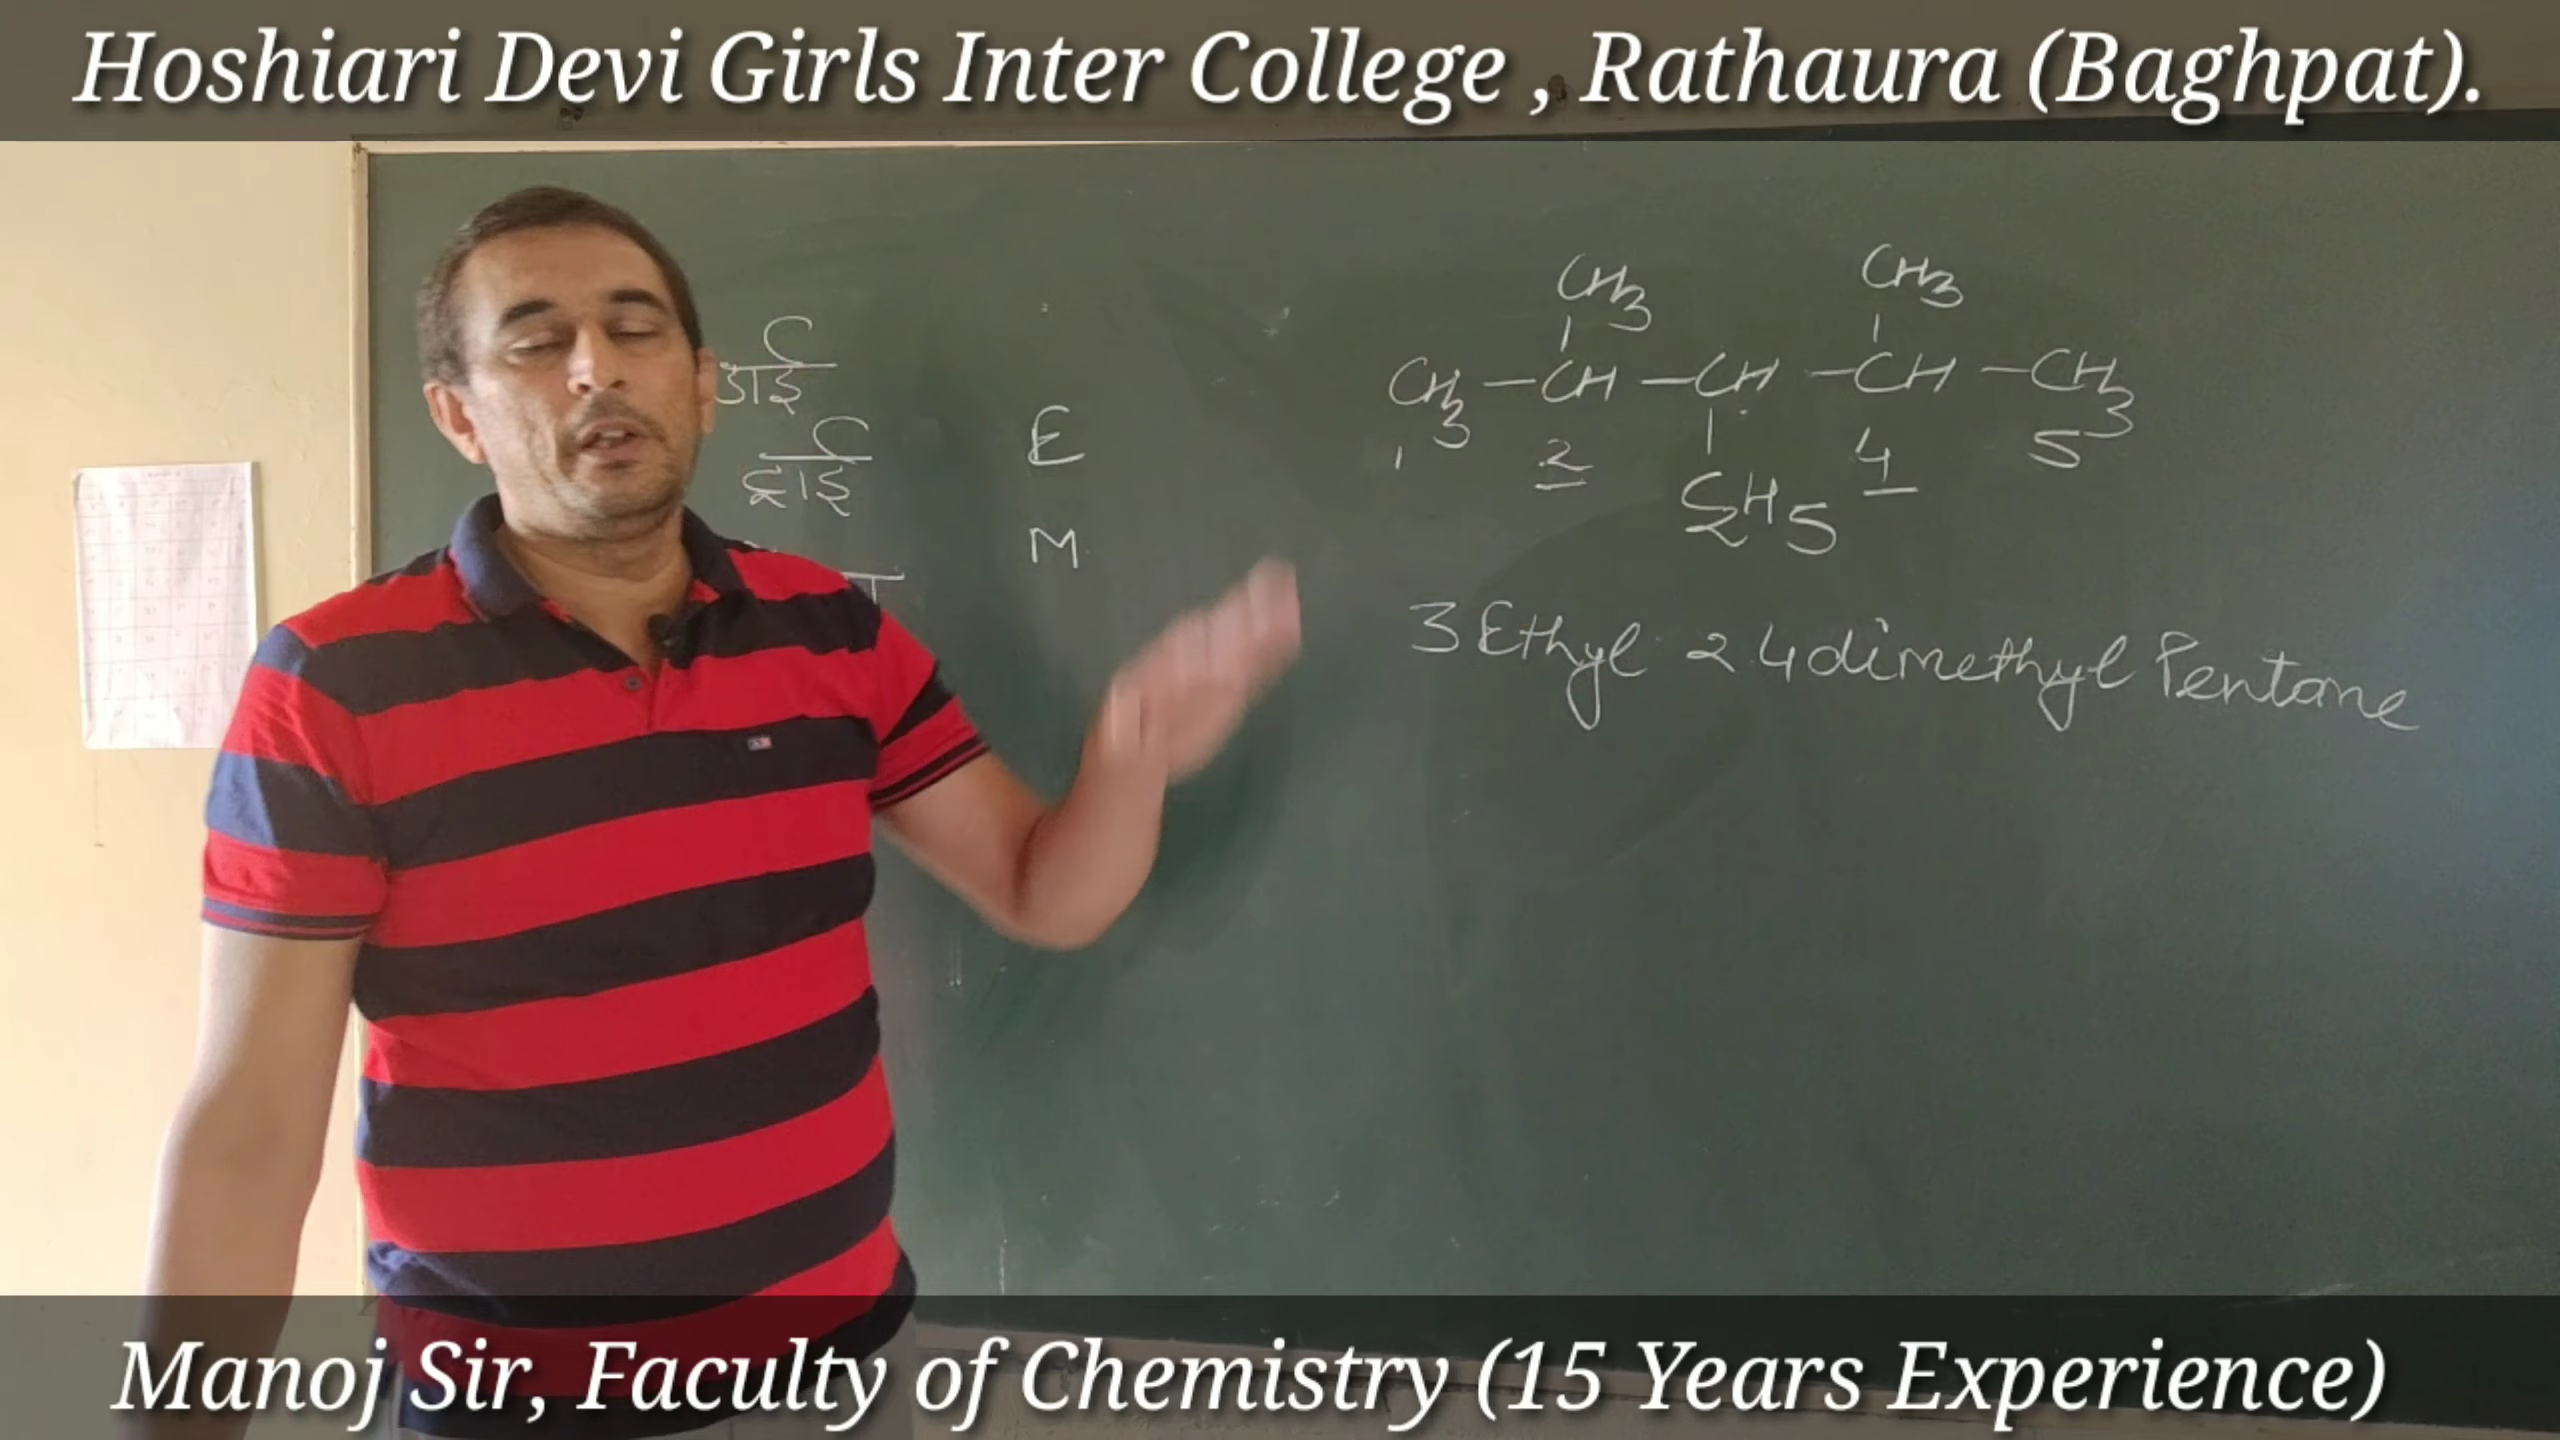 Hoshiari Devi Girls Inter College , Rathaura (Baghpat).
C
डाई
C
ट्राई
E
M
CH3 CH3
CH3 - CH - CH - CH - CH3
1 2 4 5
C2H5
3 Ethyl 2 4 dimethyl Pentane
Manoj Sir, Faculty of Chemistry (15 Years Experience)